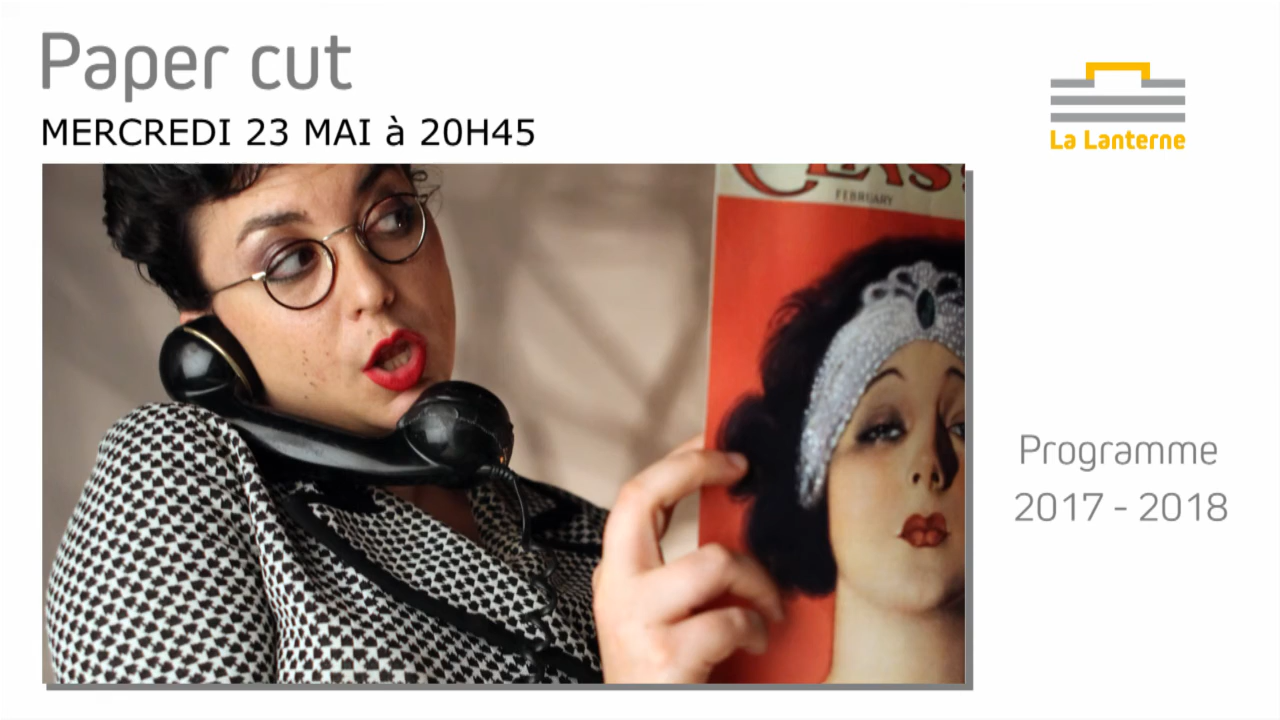 Paper cut
MERCREDI 23 MAI à 20H45
La Lanterne
FEBRUARY
Programme
2017 - 2018